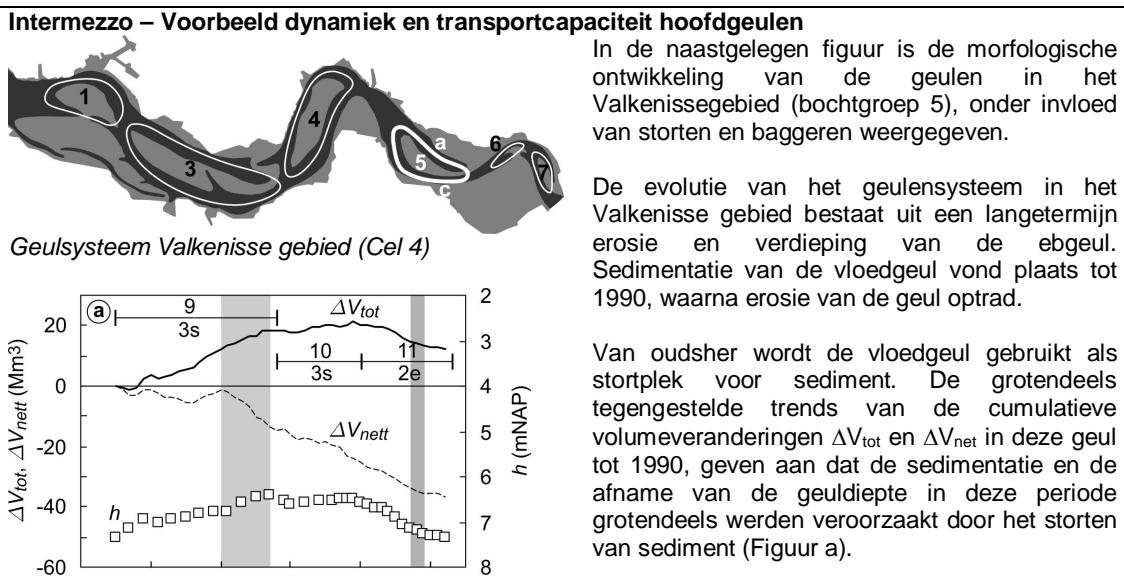 Intermezzo – Voorbeeld dynamiek en transportcapaciteit hoofdgeulen
1
3
4
a
5
c
6
7
Geulsysteem Valkenisse gebied (Cel 4)
In de naastgelegen figuur is de morfologische
ontwikkeling van de geulen in het
Valkenissegebied (bochtgroep 5), onder invloed
van storten en baggeren weergegeven.
De evolutie van het geulensysteem in het
Valkenisse gebied bestaat uit een langetermijn
erosie en verdieping van de ebgeul.
Sedimentatie van de vloedgeul vond plaats tot
1990, waarna erosie van de geul optrad.
Van oudsher wordt de vloedgeul gebruikt als
stortplek voor sediment. De grotendeels
tegengestelde trends van de cumulatieve
volumeveranderingen ΔVtot en ΔVnet in deze geul
tot 1990, geven aan dat de sedimentatie en de
afname van de geuldiepte in deze periode
grotendeels werden veroorzaakt door het storten
van sediment (Figuur a).
a
9
3s
ΔVtot
10
3s
11
2e
ΔVnett
h
20
0
-20
-40
-60
ΔVtot, ΔVnett (Mm³)
2
3
4
5
6
7
8
h (mNAP)